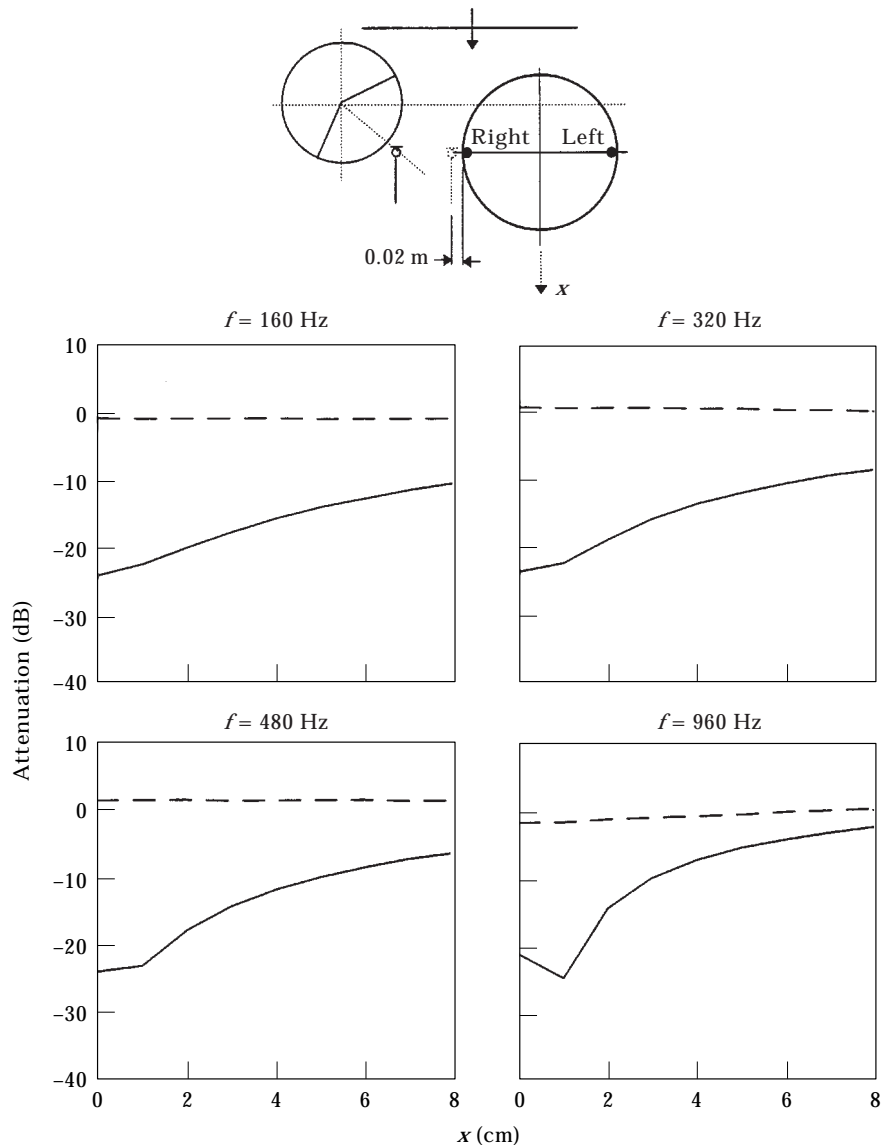 Right Left
0.02 m
x
f = 160 Hz f = 320 Hz
10
0
−10
−20
−30
−40
Attenuation (dB)
f = 480 Hz f = 960 Hz
10
0
−10
−20
−30
−40
0 2 4 6 8 0 2 4 6 8
x (cm)